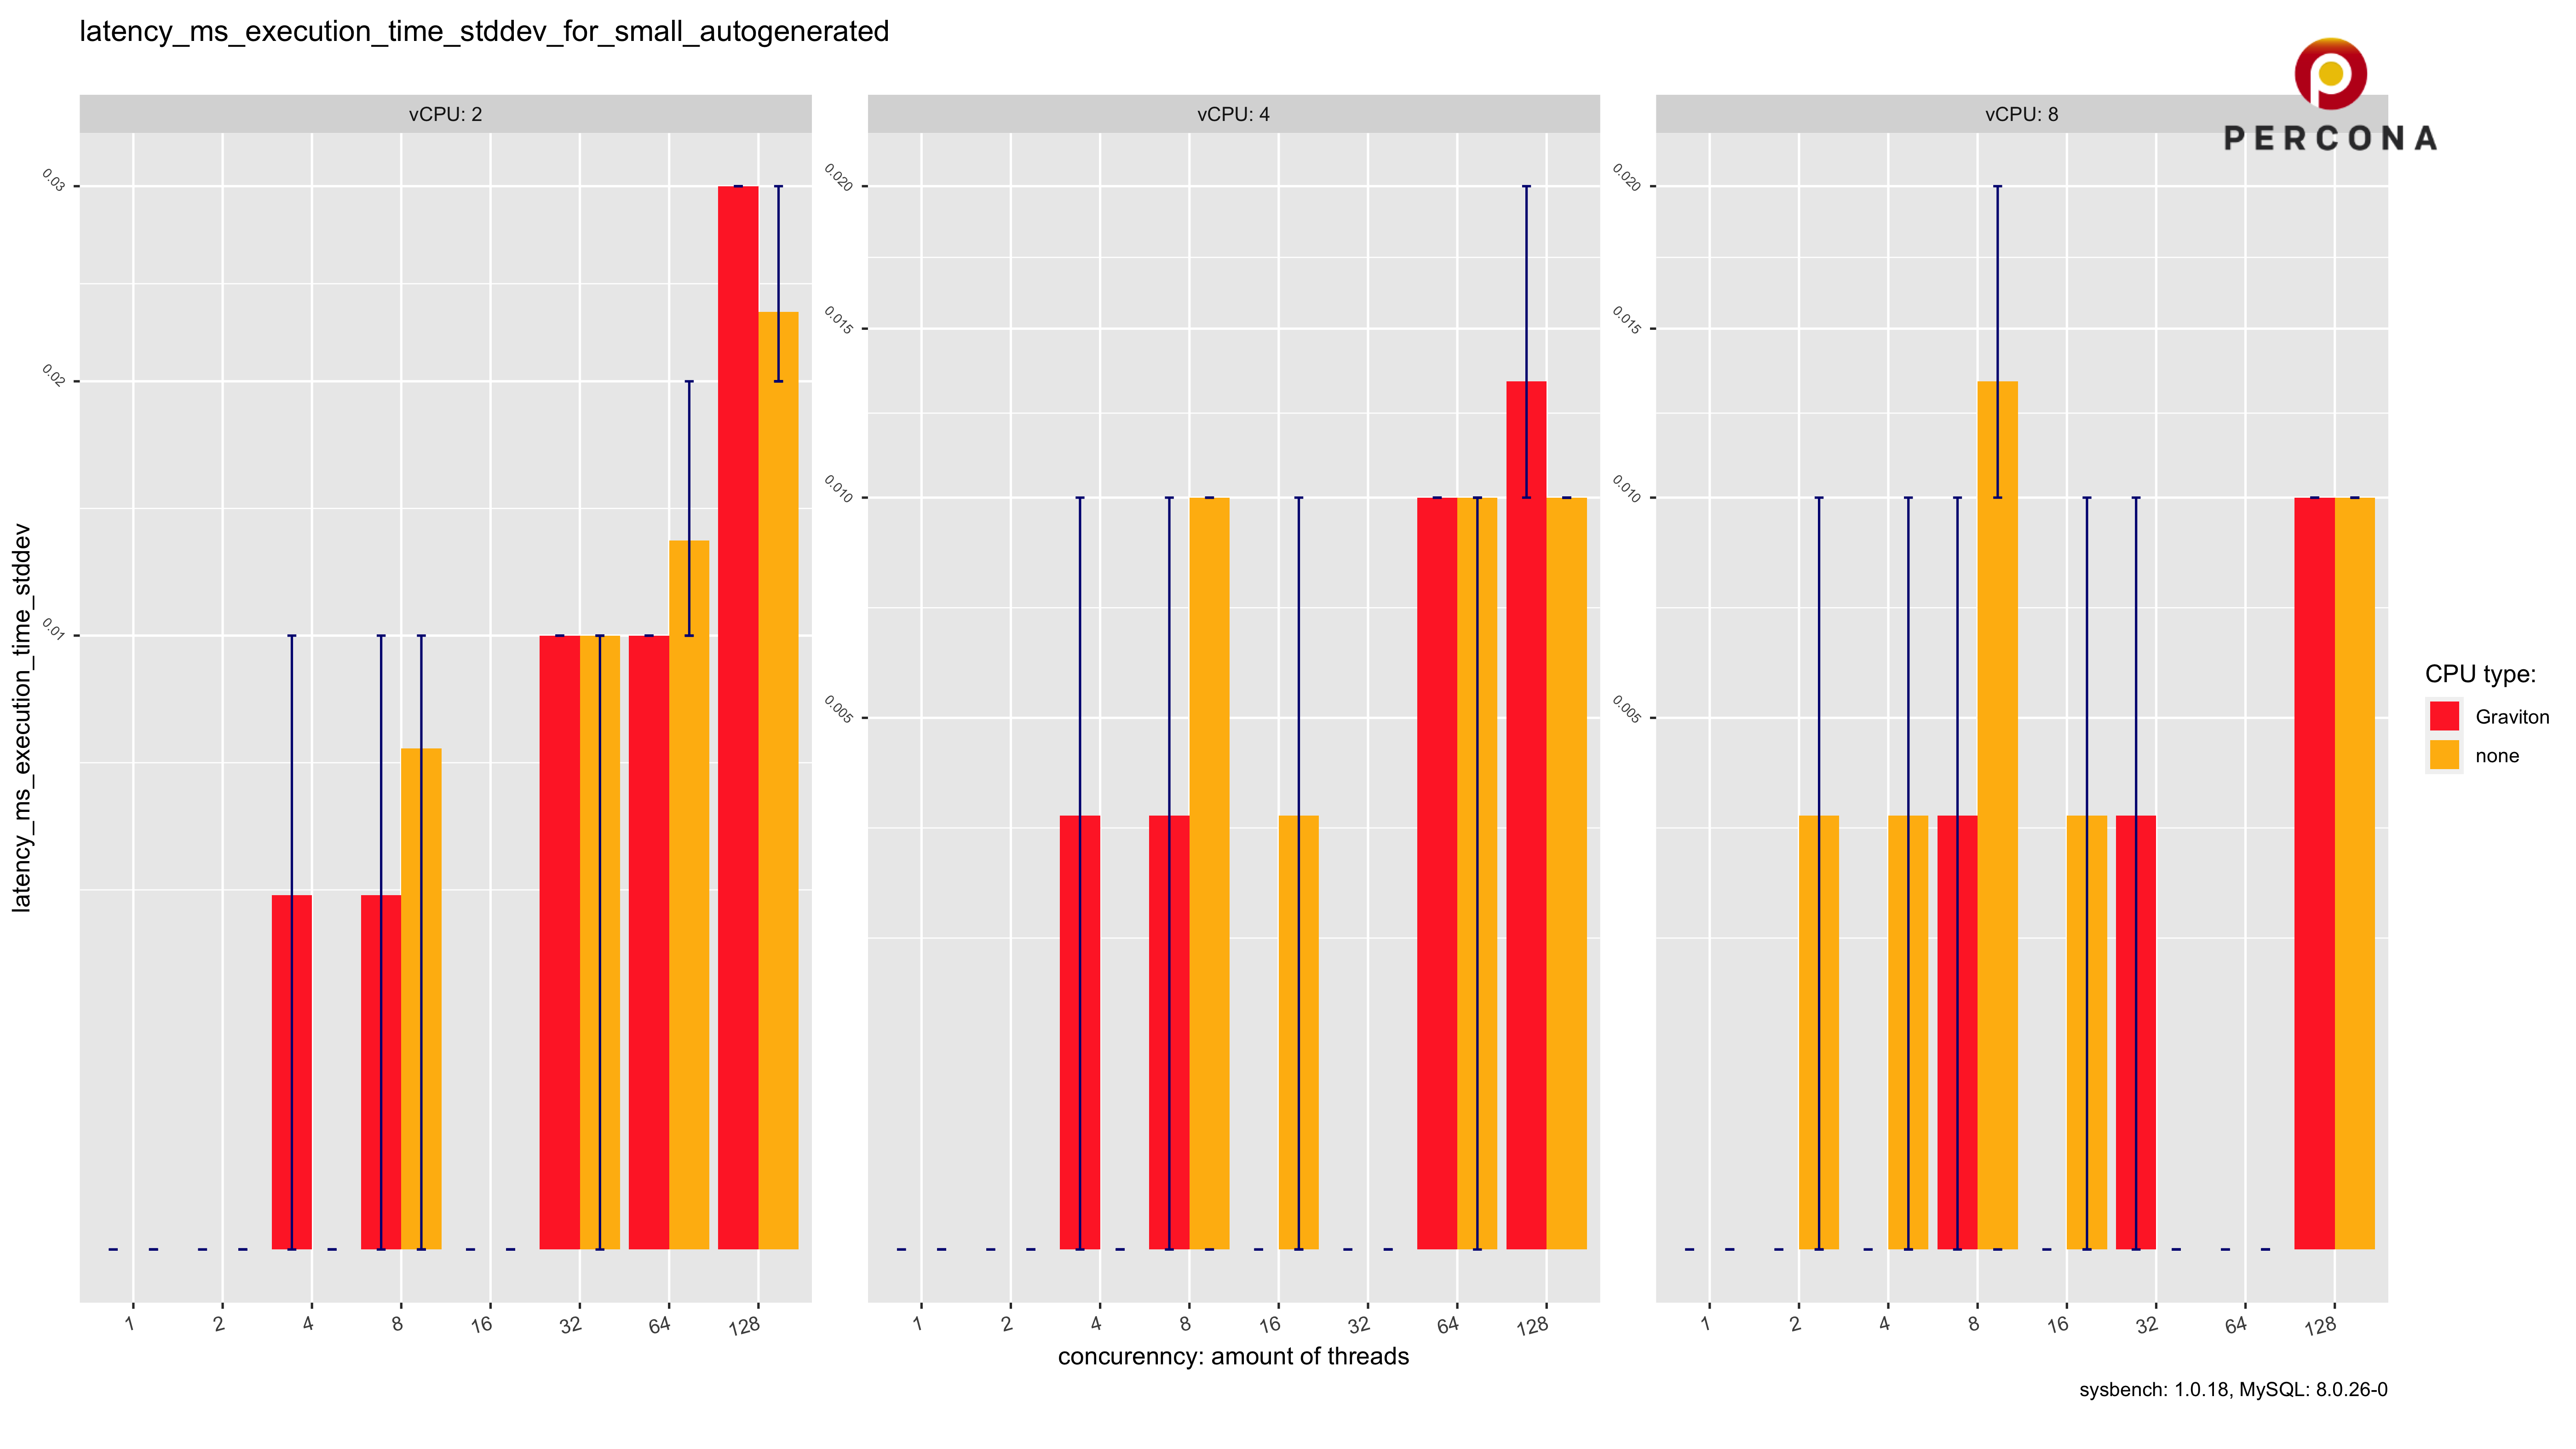 latency_ms_execution_time_stddev_for_small_autogenerated
PERCONA
vCPU: 2
vCPU: 4
vCPU: 8
latency_ms_execution_time_stddev
0.03
0.02
0.01
0.020
0.015
0.010
0.005
0.020
0.015
0.010
0.005
1 2 4 8 16 32 64 128
1 2 4 8 16 32 64 128
1 2 4 8 16 32 64 128
concurenncy: amount of threads
CPU type:
Graviton
none
sysbench: 1.0.18, MySQL: 8.0.26-0